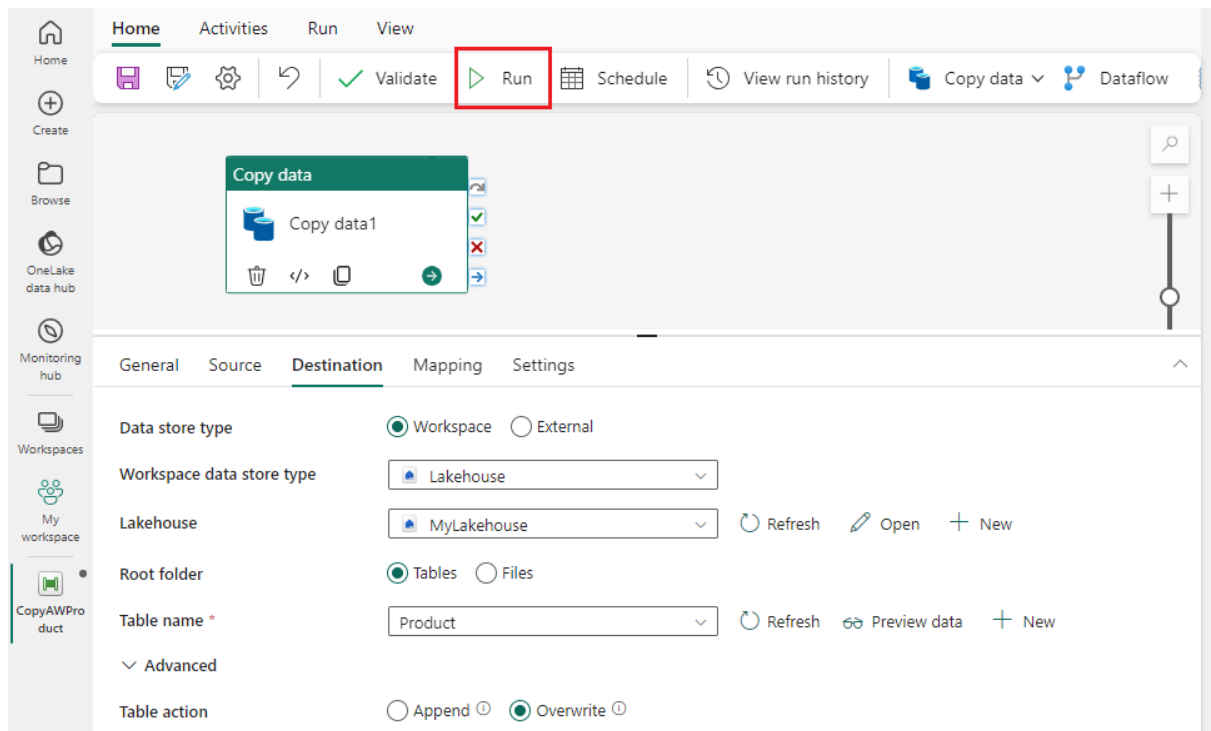 Home
Create
Browse
OneLake
data hub
Monitoring
hub
Workspaces
My
workspace
CopyAWPro
duct
Home Activities Run View
Validate Run Schedule View run history Copy data Dataflow
Copy data
Copy data1
General Source Destination Mapping Settings
Data store type Workspace External
Workspace data store type Lakehouse
Lakehouse MyLakehouse Refresh Open New
Root folder Tables Files
Table name * Product Refresh Preview data New
Advanced
Table action Append Overwrite